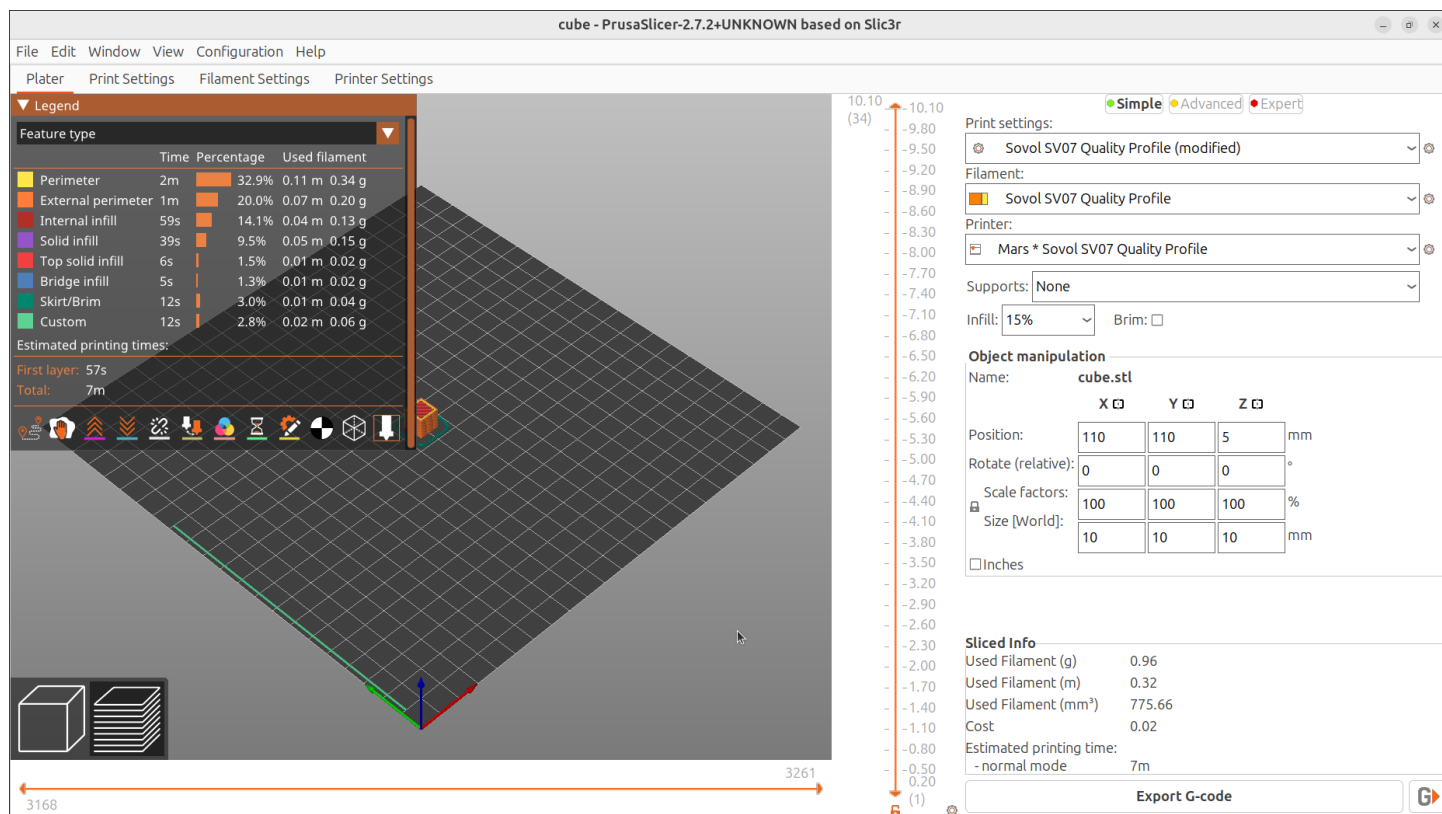 cube - PrusaSlicer-2.7.2+UNKNOWN based on Slic3r
File Edit Window View Configuration Help
Plater Print Settings Filament Settings Printer Settings
Legend
Feature type
Time Percentage Used filament
Perimeter 2m 32.9% 0.11 m 0.34 g
External perimeter 1m 20.0% 0.07 m 0.20 g
Internal infill 59s 14.1% 0.04 m 0.13 g
Solid infill 39s 9.5% 0.05 m 0.15 g
Top solid infill 6s 1.5% 0.01 m 0.02 g
Bridge infill 5s 1.3% 0.01 m 0.02 g
Skirt/Brim 12s 3.0% 0.01 m 0.04 g
Custom 12s 2.8% 0.02 m 0.06 g
Estimated printing times:
First layer: 57s
Total: 7m
3261
3168
10.10
(34)
10.10
9.80
9.50
9.20
8.90
8.60
8.30
8.00
7.70
7.40
7.10
6.80
6.50
6.20
5.90
5.60
5.30
5.00
4.70
4.40
4.10
3.80
3.50
3.20
2.90
2.60
2.30
2.00
1.70
1.40
1.10
0.80
0.50
0.20
(1)
Simple Advanced Expert
Print settings:
Sovol SV07 Quality Profile (modified)
Filament:
Sovol SV07 Quality Profile
Printer:
Mars * Sovol SV07 Quality Profile
Supports: None
Infill: 15% Brim:
Object manipulation
Name: cube.stl
X Y Z
Position: 110 110 5 mm
Rotate (relative): 0 0 0 °
Scale factors: 100 100 100 %
Size [World]: 10 10 10 mm
Inches
Sliced Info
Used Filament (g) 0.96
Used Filament (m) 0.32
Used Filament (mm³) 775.66
Cost 0.02
Estimated printing time:
- normal mode 7m
Export G-code
G